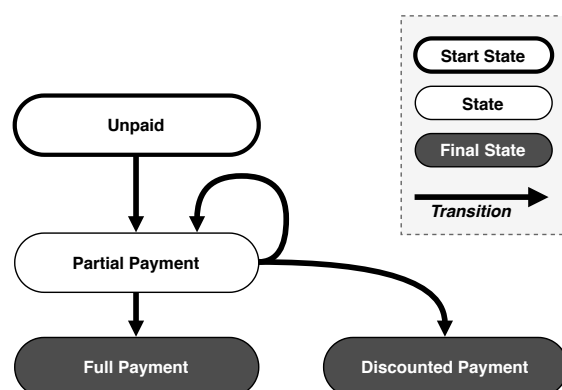 Start State
State
Final State
Transition
Unpaid
Partial Payment
Full Payment
Discounted Payment